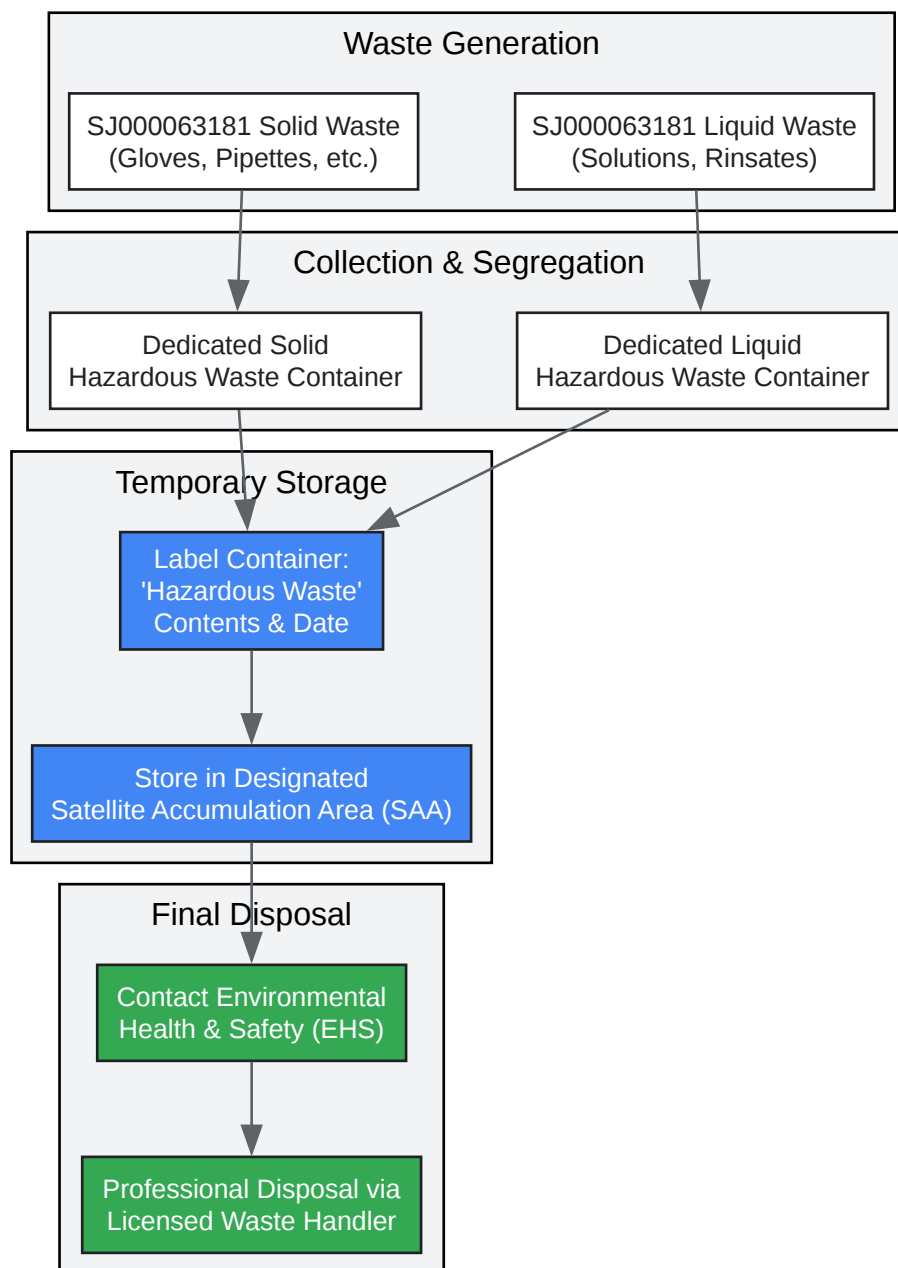 Waste Generation
SJ000063181 Solid Waste
(Gloves, Pipettes, etc.)
SJ000063181 Liquid Waste
(Solutions, Rinsates)
Collection & Segregation
Dedicated Solid
Hazardous Waste Container
Dedicated Liquid
Hazardous Waste Container
Temporary Storage
Label Container:
'Hazardous Waste'
Contents & Date
Store in Designated
Satellite Accumulation Area (SAA)
Final Disposal
Contact Environmental
Health & Safety (EHS)
Professional Disposal via
Licensed Waste Handler